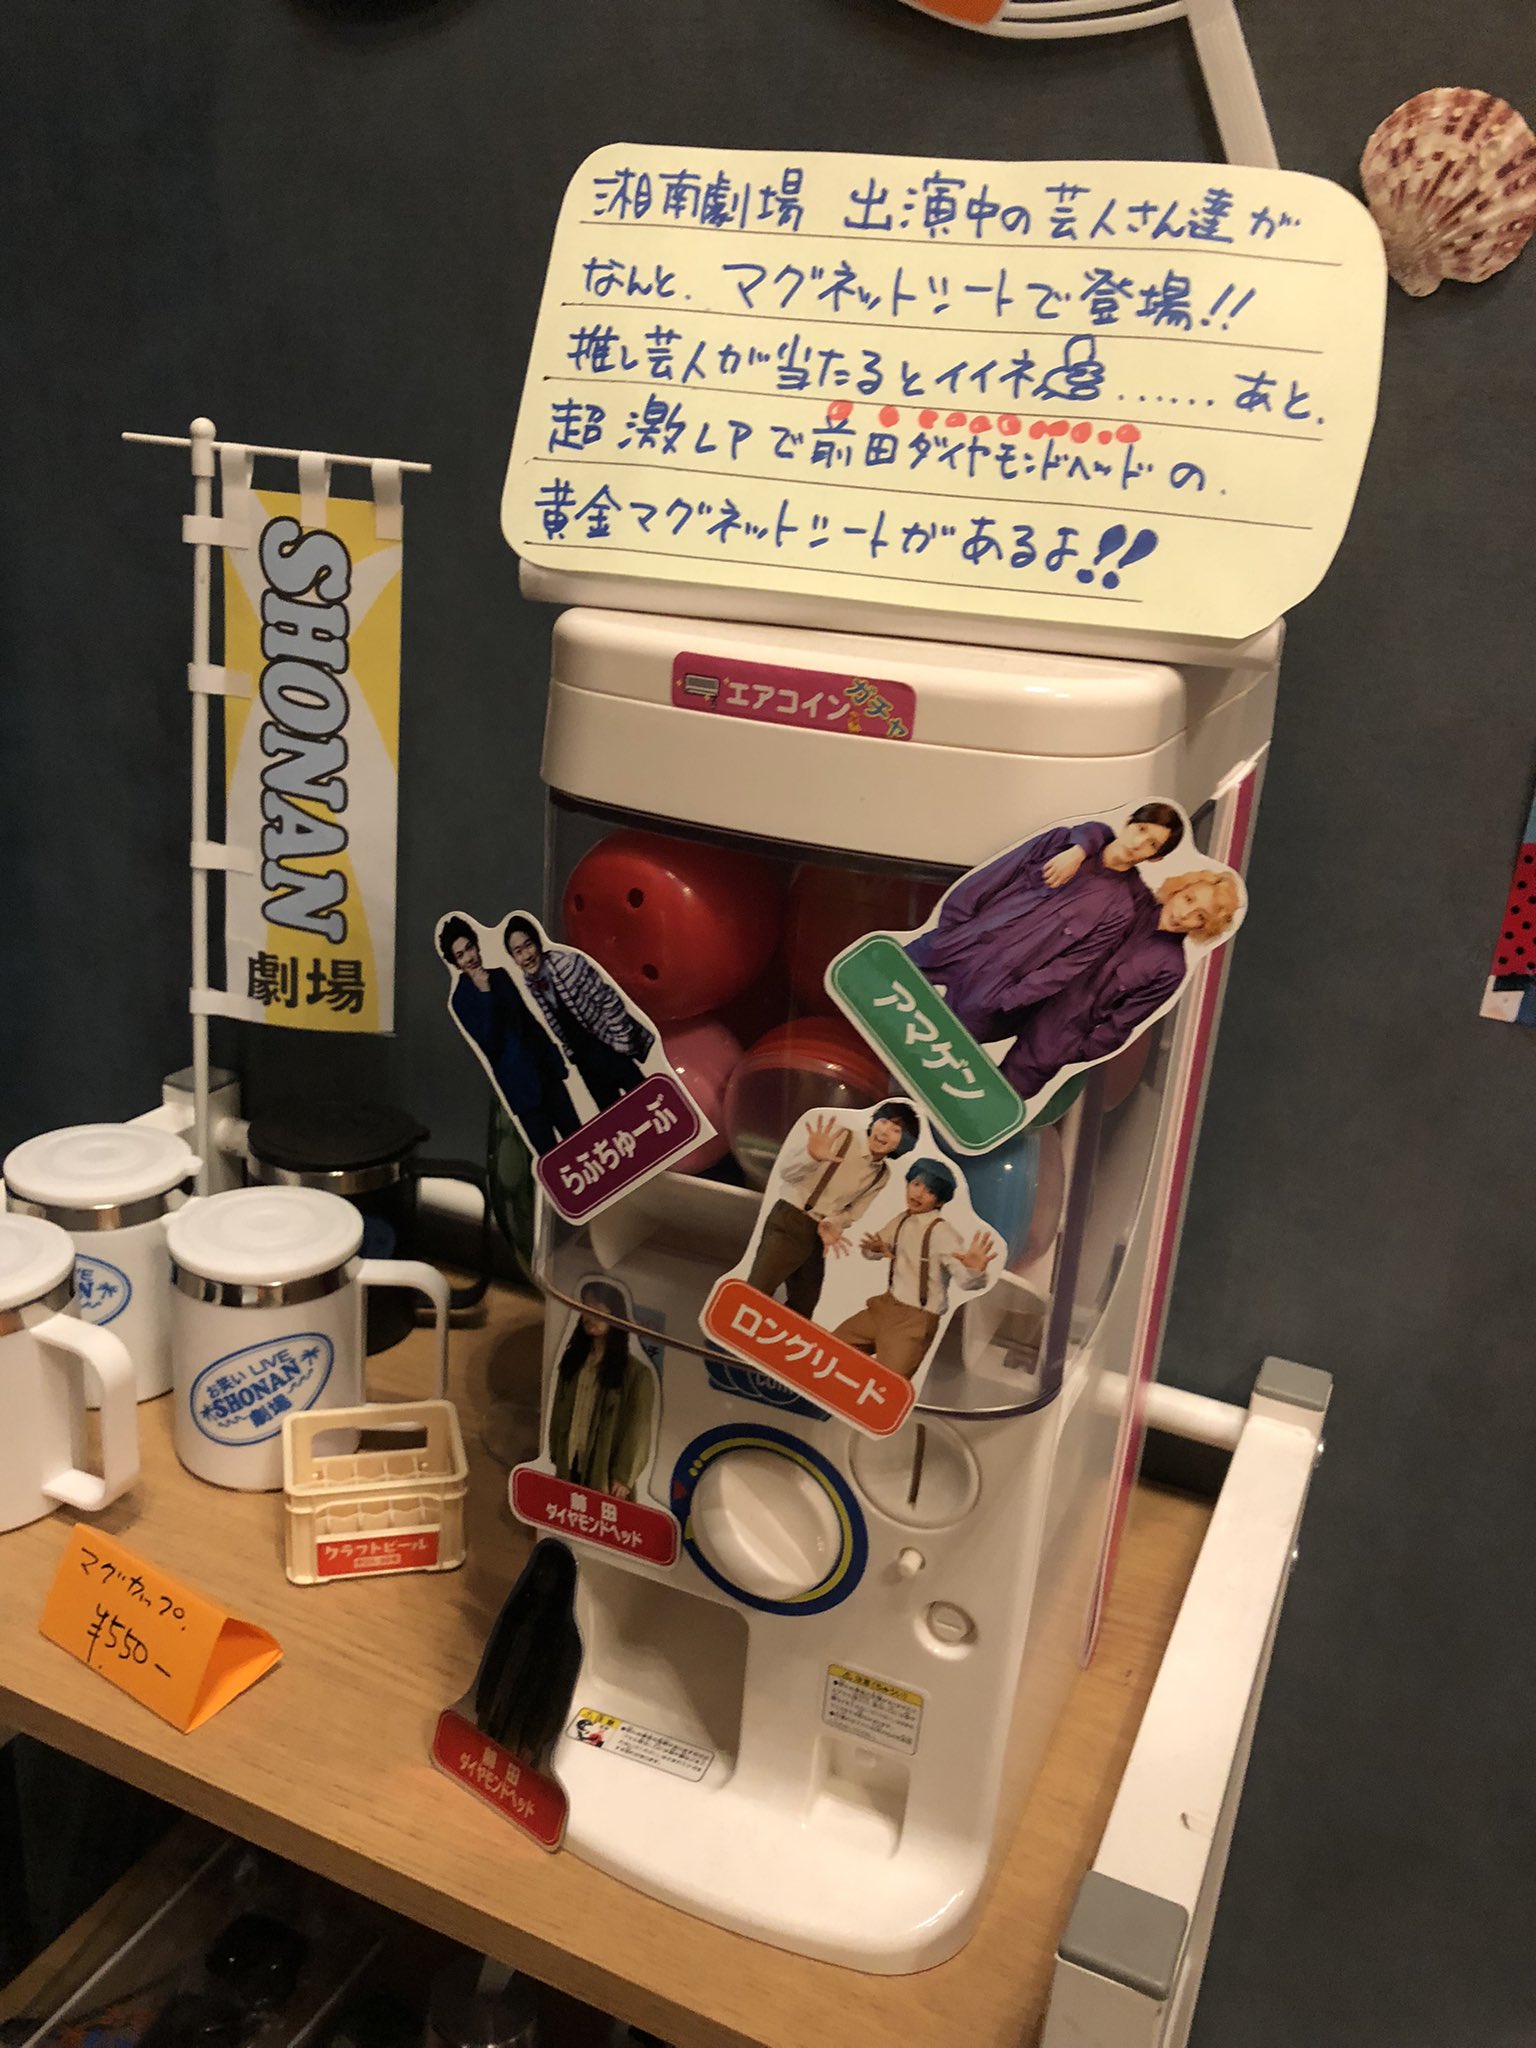 湘南劇場 出演中の芸人さん達が
なんと、マグネットシートで登場!!
推し芸人が当たるとイイネ……あと、
超激レアで前田ダイヤモンドヘッドの
黄金マグネットシートがあるよ!!
エアコインガチャ
SHONAN
劇場
アマゲン
らぶちゅーぶ
ロングリード
お笑い LIVE
SHONAN
劇場
前田
ダイヤモンドヘッド
クラフトビール
マグカップ
¥550-
前田
ダイヤモンドヘッド